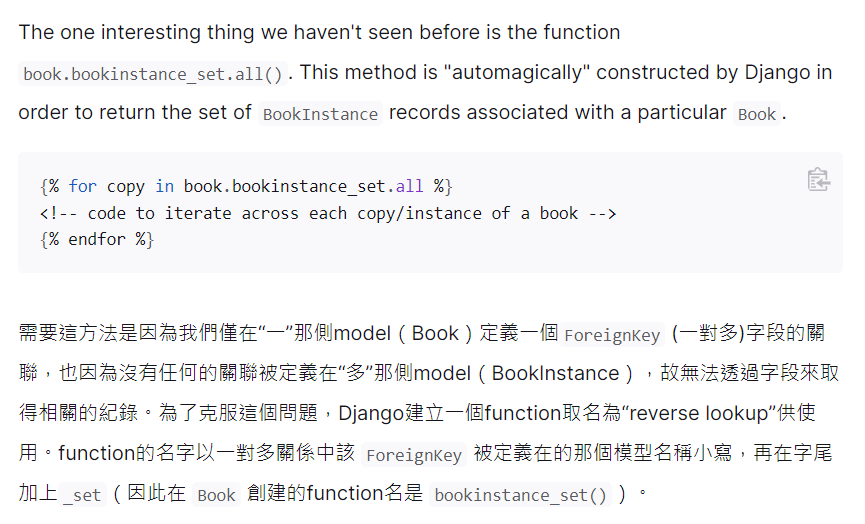 The one interesting thing we haven't seen before is the function
book.bookinstance_set.all() . This method is "automagically" constructed by Django in
order to return the set of BookInstance records associated with a particular Book .
{% for copy in book.bookinstance_set.all %}
<!-- code to iterate across each copy/instance of a book -->
{% endfor %}
需要這方法是因為我們僅在“一”那側model（Book）定義一個 ForeignKey (一對多)字段的關
聯，也因為沒有任何的關聯被定義在“多”那側model（BookInstance），故無法透過字段來取
得相關的紀錄。為了克服這個問題，Django建立一個function取名為“reverse lookup”供使
用。function的名字以一對多關係中該 ForeignKey 被定義在的那個模型名稱小寫，再在字尾
加上 _set（因此在 Book 創建的function名是 bookinstance_set() ）。